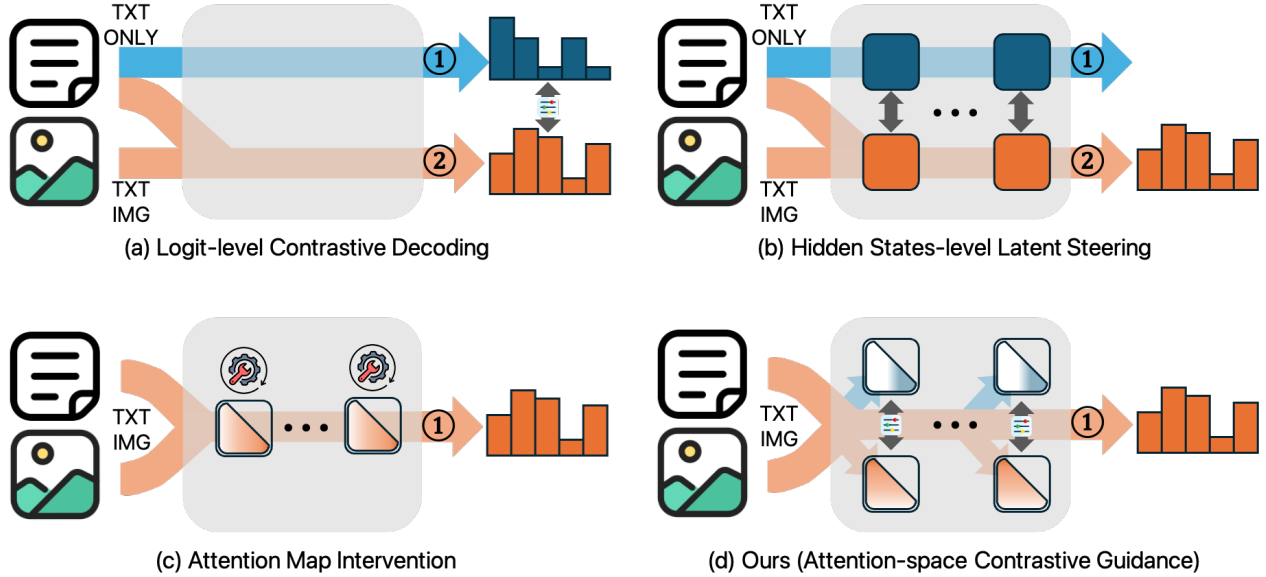 TXT
ONLY
①
②
TXT
IMG
(a) Logit-level Contrastive Decoding
TXT
ONLY
①
②
TXT
IMG
(b) Hidden States-level Latent Steering
TXT
IMG
①
(c) Attention Map Intervention
TXT
IMG
①
(d) Ours (Attention-space Contrastive Guidance)